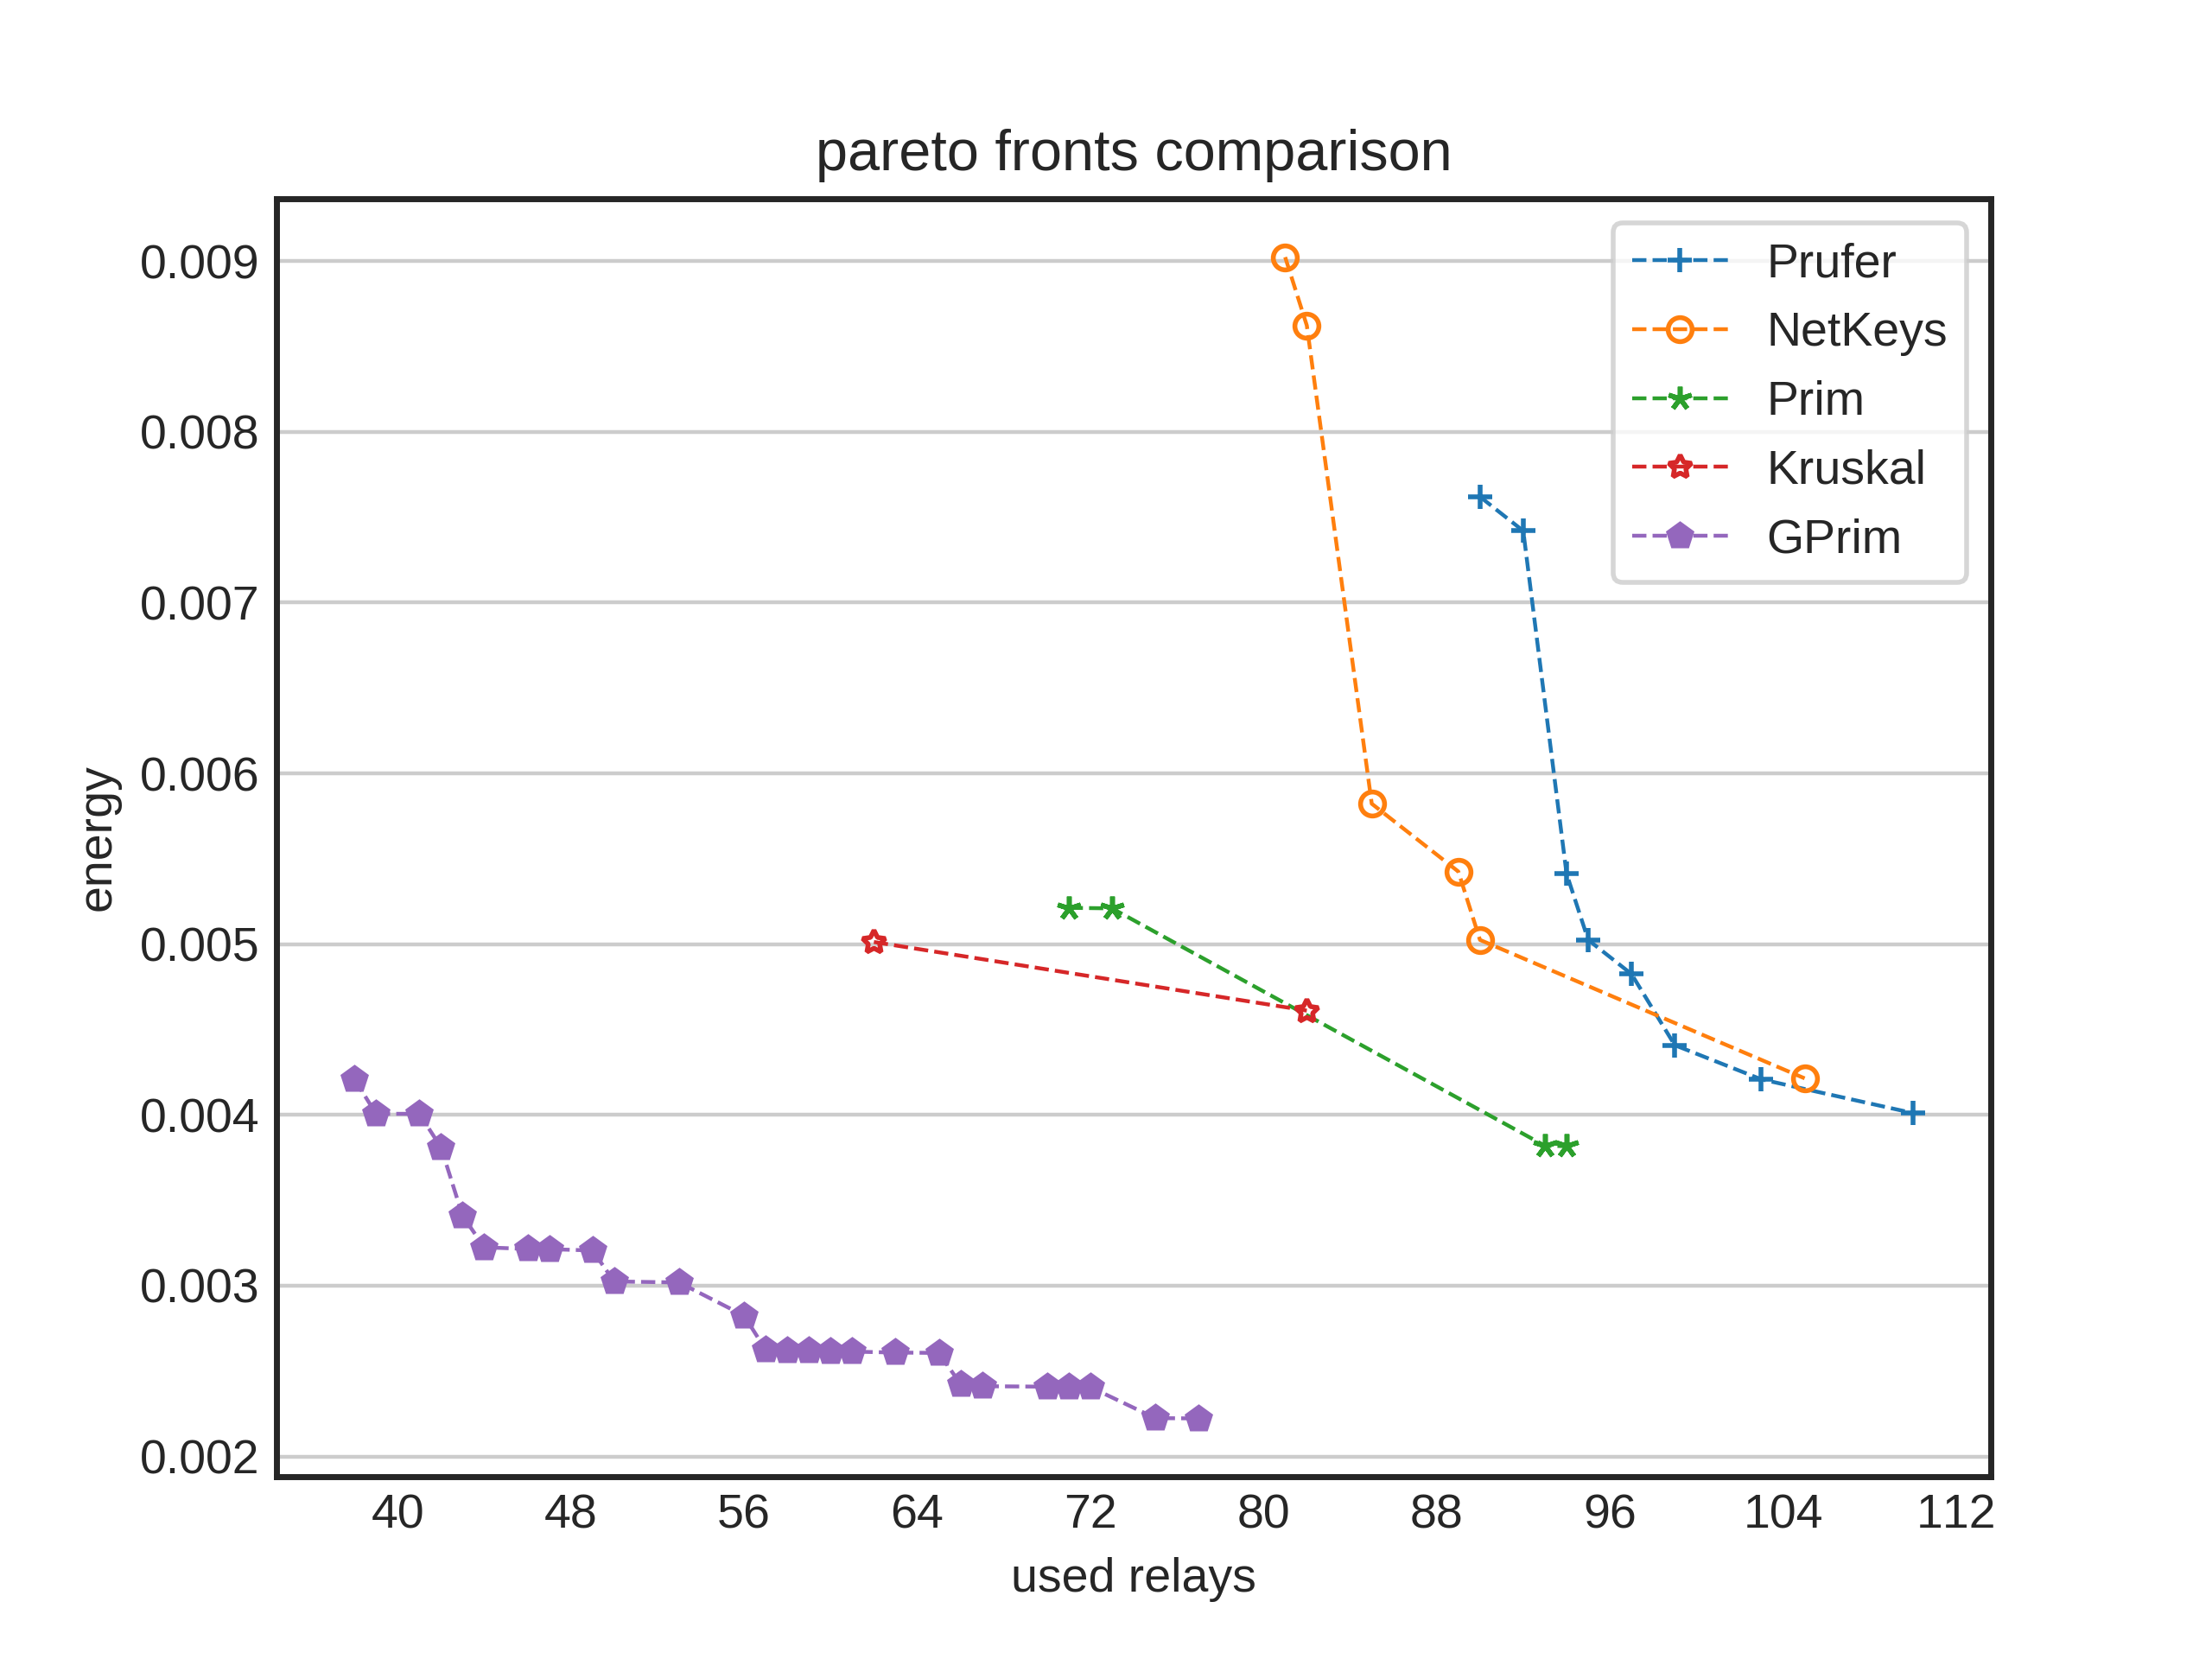 pareto fronts comparison
0.009
0.008
0.007
0.006
0.005
0.004
0.003
0.002
energy
Prufer
NetKeys
Prim
Kruskal
GPrim
40 48 56 64 72 80 88 96 104 112
used relays